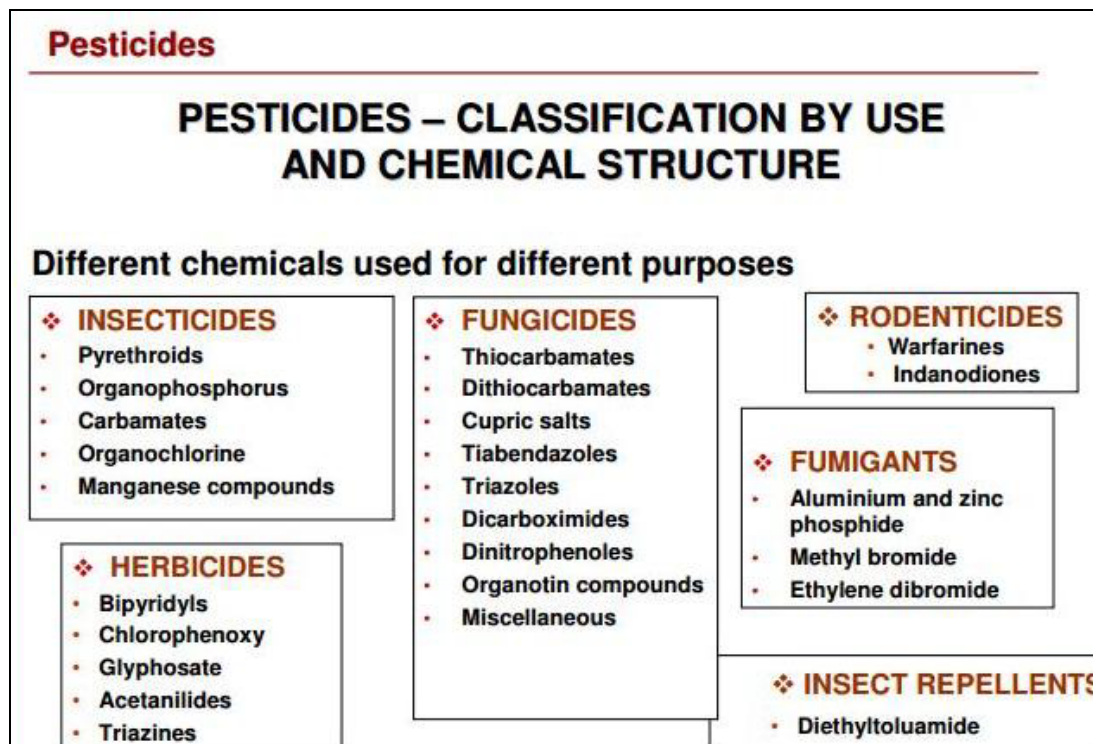 Pesticides
PESTICIDES – CLASSIFICATION BY USE
AND CHEMICAL STRUCTURE
Different chemicals used for different purposes
❖ INSECTICIDES
• Pyrethroids
• Organophosphorus
• Carbamates
• Organochlorine
• Manganese compounds
❖ HERBICIDES
• Bipyridyls
• Chlorophenoxy
• Glyphosate
• Acetanilides
• Triazines
❖ FUNGICIDES
• Thiocarbamates
• Dithiocarbamates
• Cupric salts
• Tiabendazoles
• Triazoles
• Dicarboximides
• Dinitrophenoles
• Organotin compounds
• Miscellaneous
❖ RODENTICIDES
• Warfarines
• Indanodiones
❖ FUMIGANTS
• Aluminium and zinc
phosphide
• Methyl bromide
• Ethylene dibromide
❖ INSECT REPELLENTS
• Diethyltoluamide